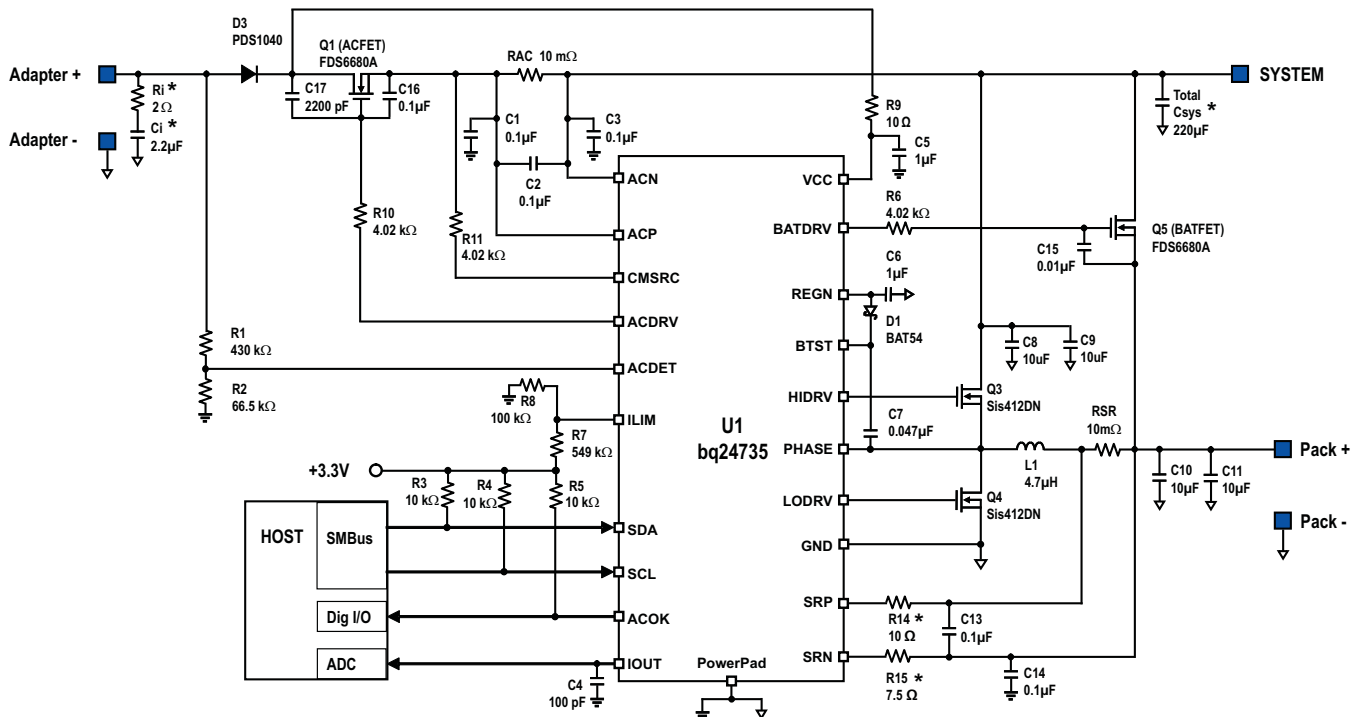 D3
PDS1040
Q1 (ACFET)
FDS6680A
RAC 10 mΩ
Adapter +
SYSTEM
Ri *
2 Ω
Ci *
2.2µF
C17
2200 pF
C16
0.1µF
C1
0.1µF
C3
0.1µF
C2
0.1µF
R9
10 Ω
C5
1µF
Total
Csys *
220µF
Adapter -
R10
4.02 kΩ
R11
4.02 kΩ
R6
4.02 kΩ
Q5 (BATFET)
FDS6680A
C15
0.01µF
C6
1µF
D1
BAT54
R1
430 kΩ
R2
66.5 kΩ
R8
100 kΩ
R7
549 kΩ
C8
10uF
C9
10uF
Q3
Sis412DN
C7
0.047µF
RSR
10mΩ
L1
4.7µH
Q4
Sis412DN
Pack +
C10
10µF
C11
10µF
Pack -
U1
bq24735
ACN
ACP
CMSRC
ACDRV
ACDET
ILIM
SDA
SCL
ACOK
IOUT
VCC
BATDRV
REGN
BTST
HIDRV
PHASE
LODRV
GND
SRP
SRN
PowerPad
+3.3V
R3
10 kΩ
R4
10 kΩ
R5
10 kΩ
HOST
SMBus
Dig I/O
ADC
C4
100 pF
R14 *
10 Ω
C13
0.1µF
R15 *
7.5 Ω
C14
0.1µF